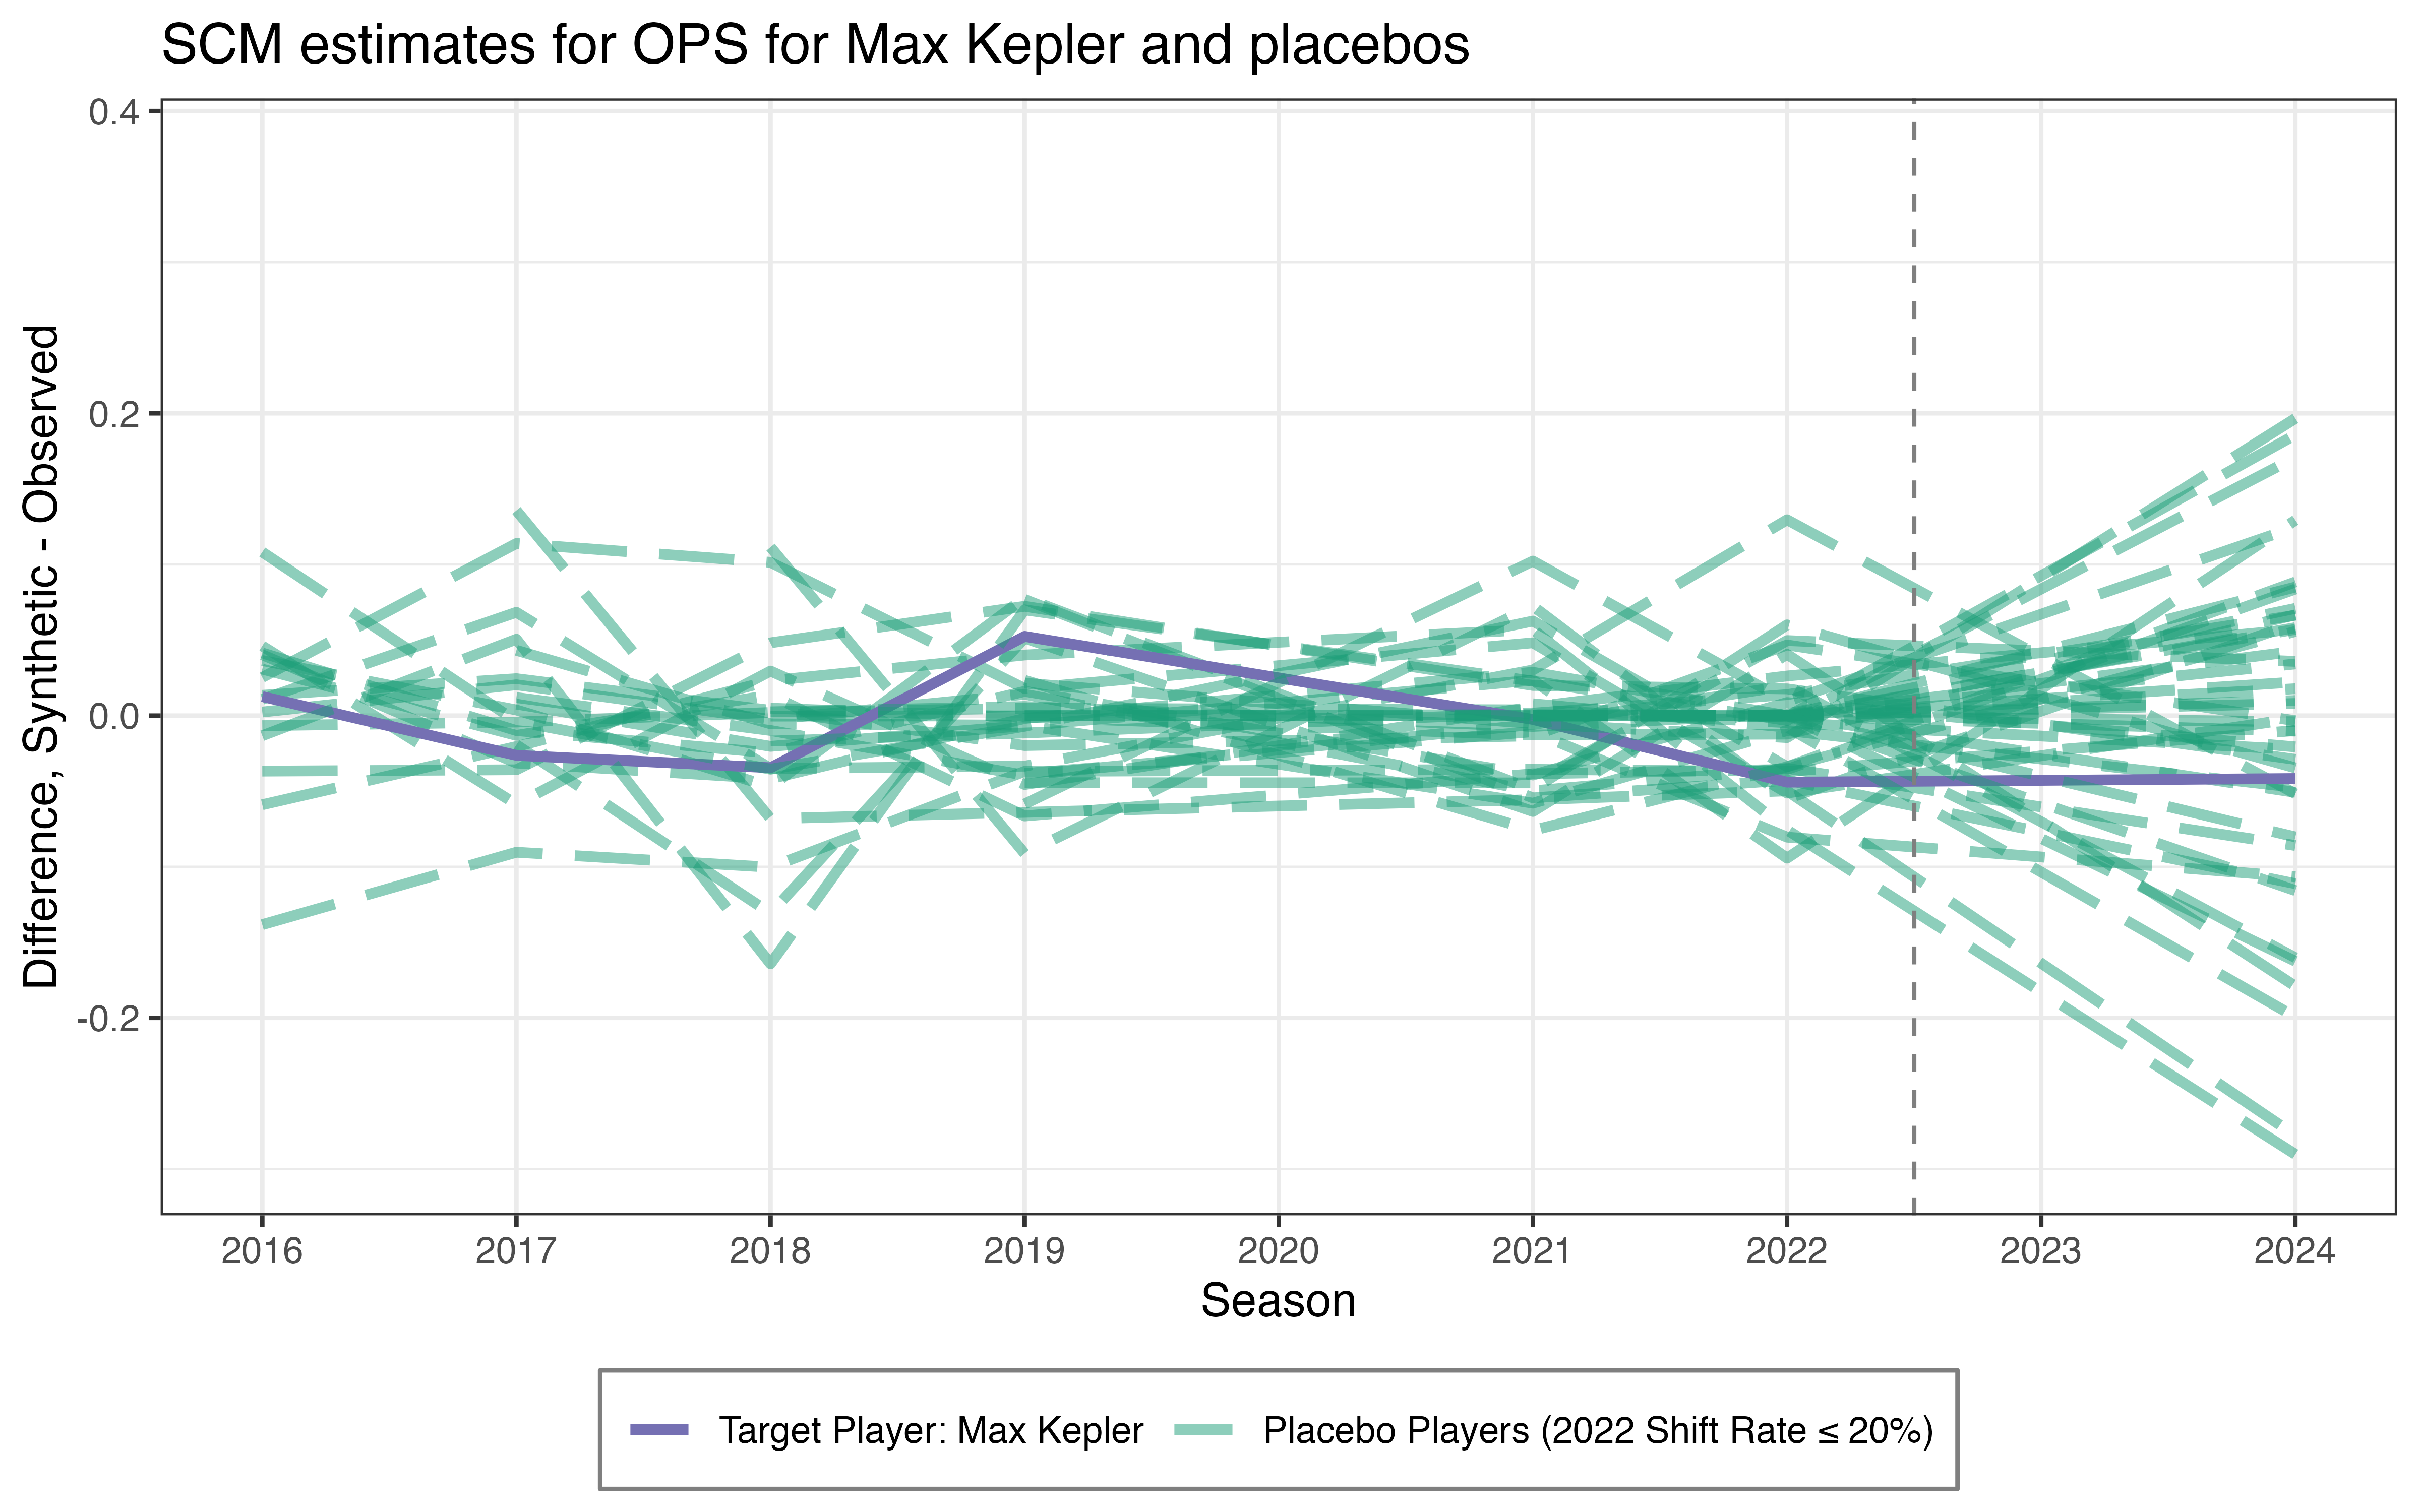 SCM estimates for OPS for Max Kepler and placebos
Difference, Synthetic - Observed
0.4
0.2
0.0
-0.2
2016 2017 2018 2019 2020 2021 2022 2023 2024
Season
Target Player: Max Kepler Placebo Players (2022 Shift Rate ≤ 20%)